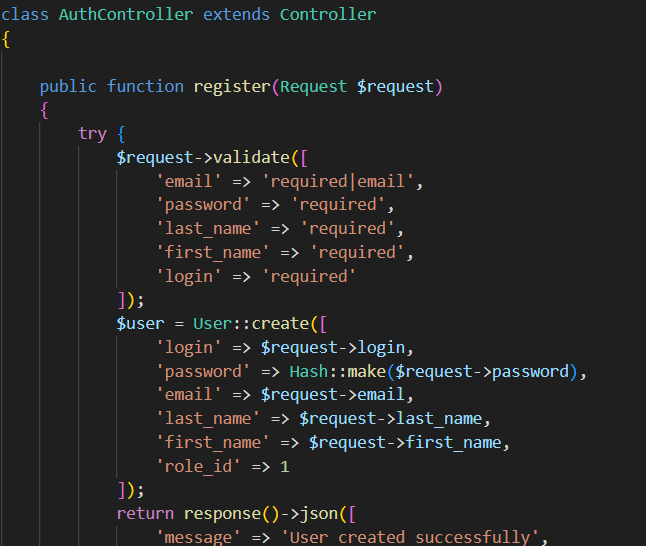 class AuthController extends Controller
{
public function register(Request $request)
{
try {
$request->validate([
'email' => 'required|email',
'password' => 'required',
'last_name' => 'required',
'first_name' => 'required',
'login' => 'required'
]);
$user = User::create([
'login' => $request->login,
'password' => Hash::make($request->password),
'email' => $request->email,
'last_name' => $request->last_name,
'first_name' => $request->first_name,
'role_id' => 1
]);
return response()->json([
'message' => 'User created successfully',